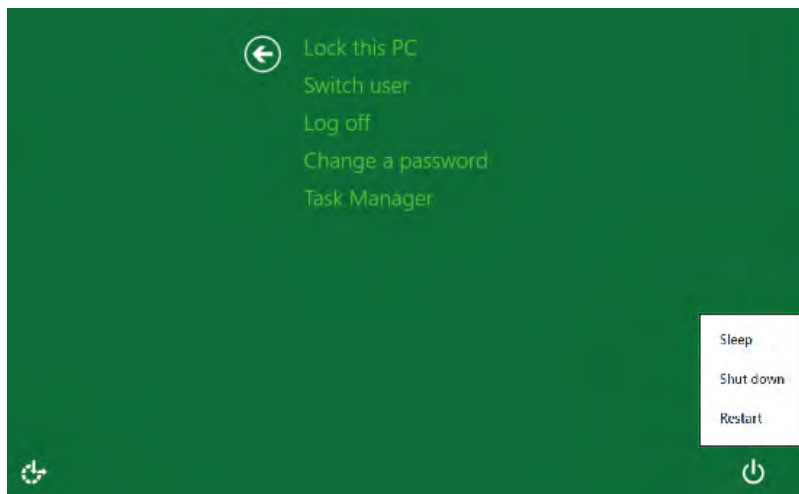 Lock this PC
Switch user
Log off
Change a password
Task Manager
Sleep
Shut down
Restart